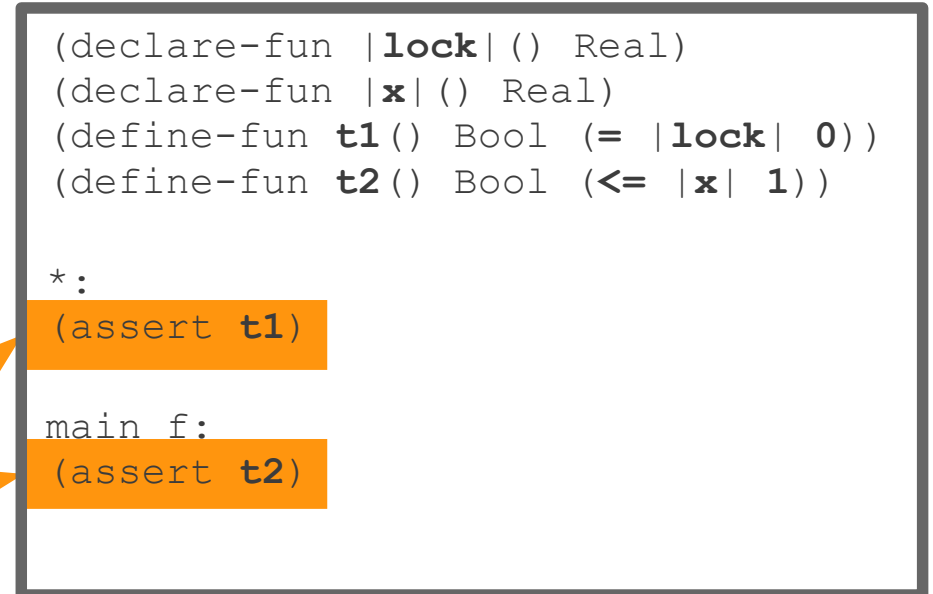 (declare-fun |lock|() Real)
(declare-fun |x|() Real)
(define-fun t1() Bool (= |lock| 0))
(define-fun t2() Bool (<= |x| 1))
*:
(assert t1)
main f:
(assert t2)